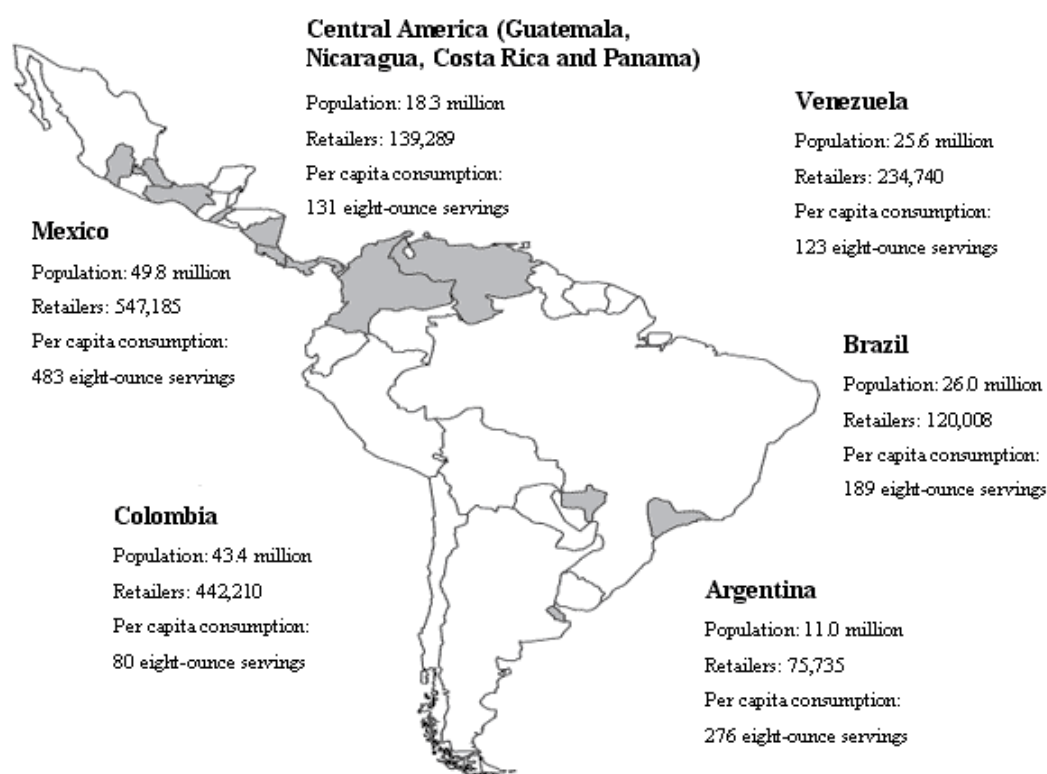 Central America (Guatemala,
Nicaragua, Costa Rica and Panama)
Population: 18.3 million
Retailers: 139,289
Per capita consumption:
131 eight-ounce servings
Venezuela
Population: 25.6 million
Retailers: 234,740
Per capita consumption:
123 eight-ounce servings
Mexico
Population: 49.8 million
Retailers: 547,185
Per capita consumption:
483 eight-ounce servings
Brazil
Population: 26.0 million
Retailers: 120,008
Per capita consumption:
189 eight-ounce servings
Colombia
Population: 43.4 million
Retailers: 442,210
Per capita consumption:
80 eight-ounce servings
Argentina
Population: 11.0 million
Retailers: 75,735
Per capita consumption:
276 eight-ounce servings